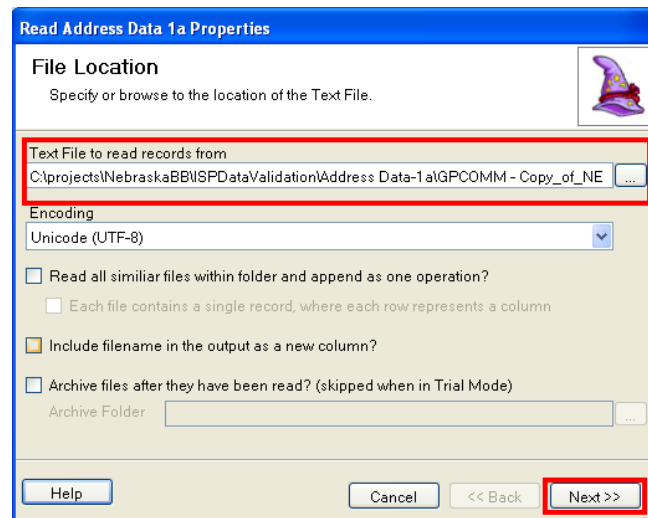 Read Address Data 1a Properties
File Location
Specify or browse to the location of the Text File.
Text File to read records from
C:\projects\NebraskaBB\ISPDataValidation\Address Data-1a\GPCOMM - Copy_of_NE ...
Encoding
Unicode (UTF-8)
Read all similiar files within folder and append as one operation?
Each file contains a single record, where each row represents a column
Include filename in the output as a new column?
Archive files after they have been read? (skipped when in Trial Mode)
Archive Folder ...
Help Cancel << Back Next >>